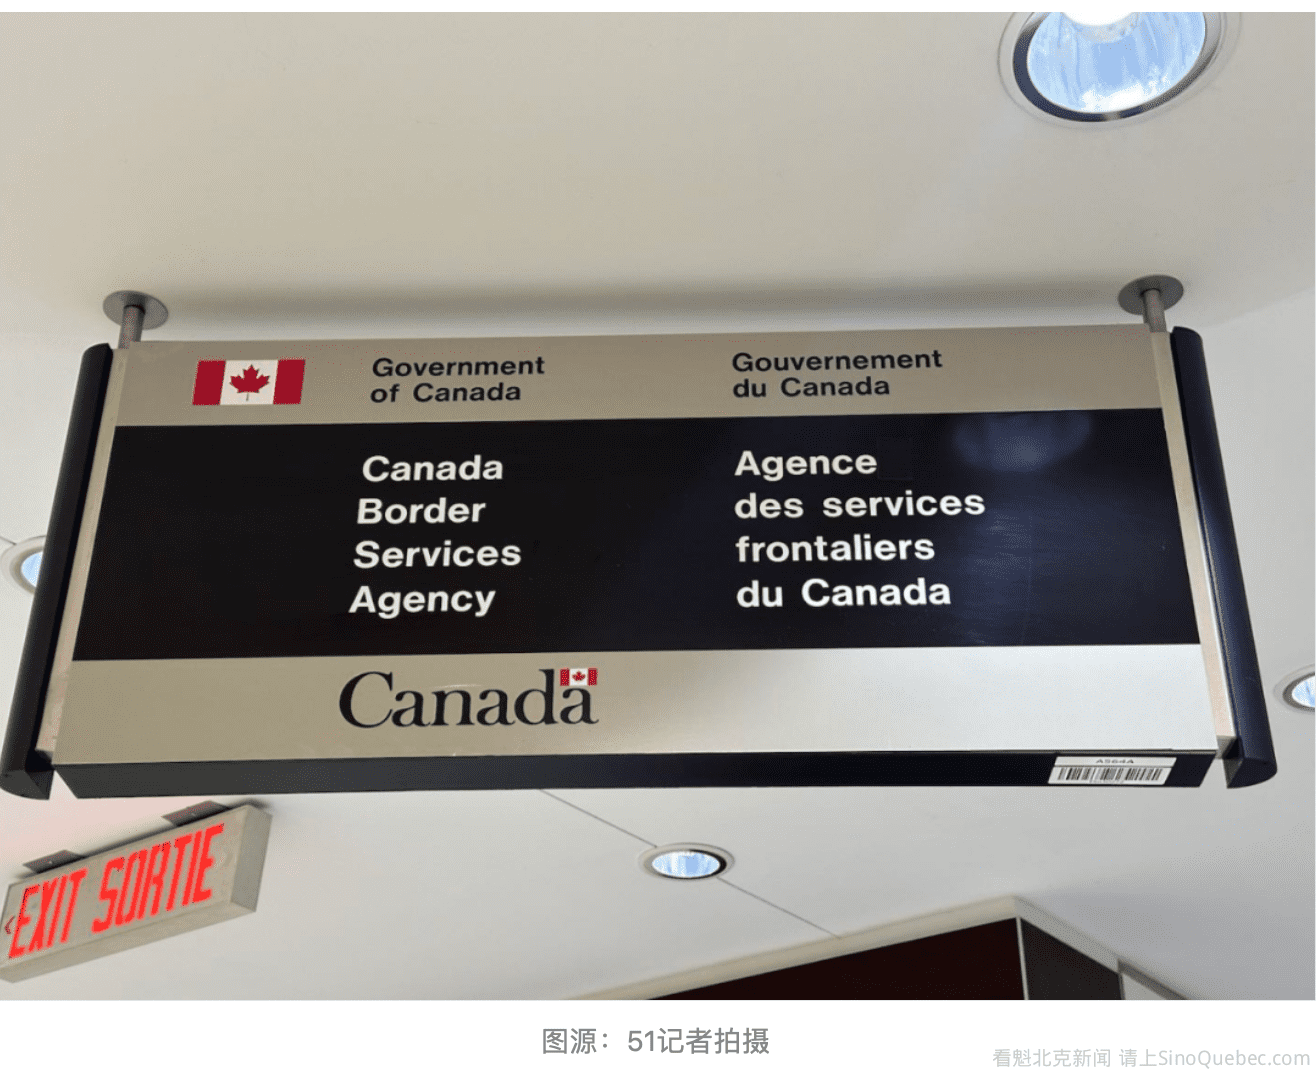 Government
of Canada
Gouvernement
du Canada
Canada
Border
Services
Agency
Agence
des services
frontaliers
du Canada
Canada
A564A
EXIT SORTIE
图源：51记者拍摄
看魁北克新闻 请上SinoQuebec.com